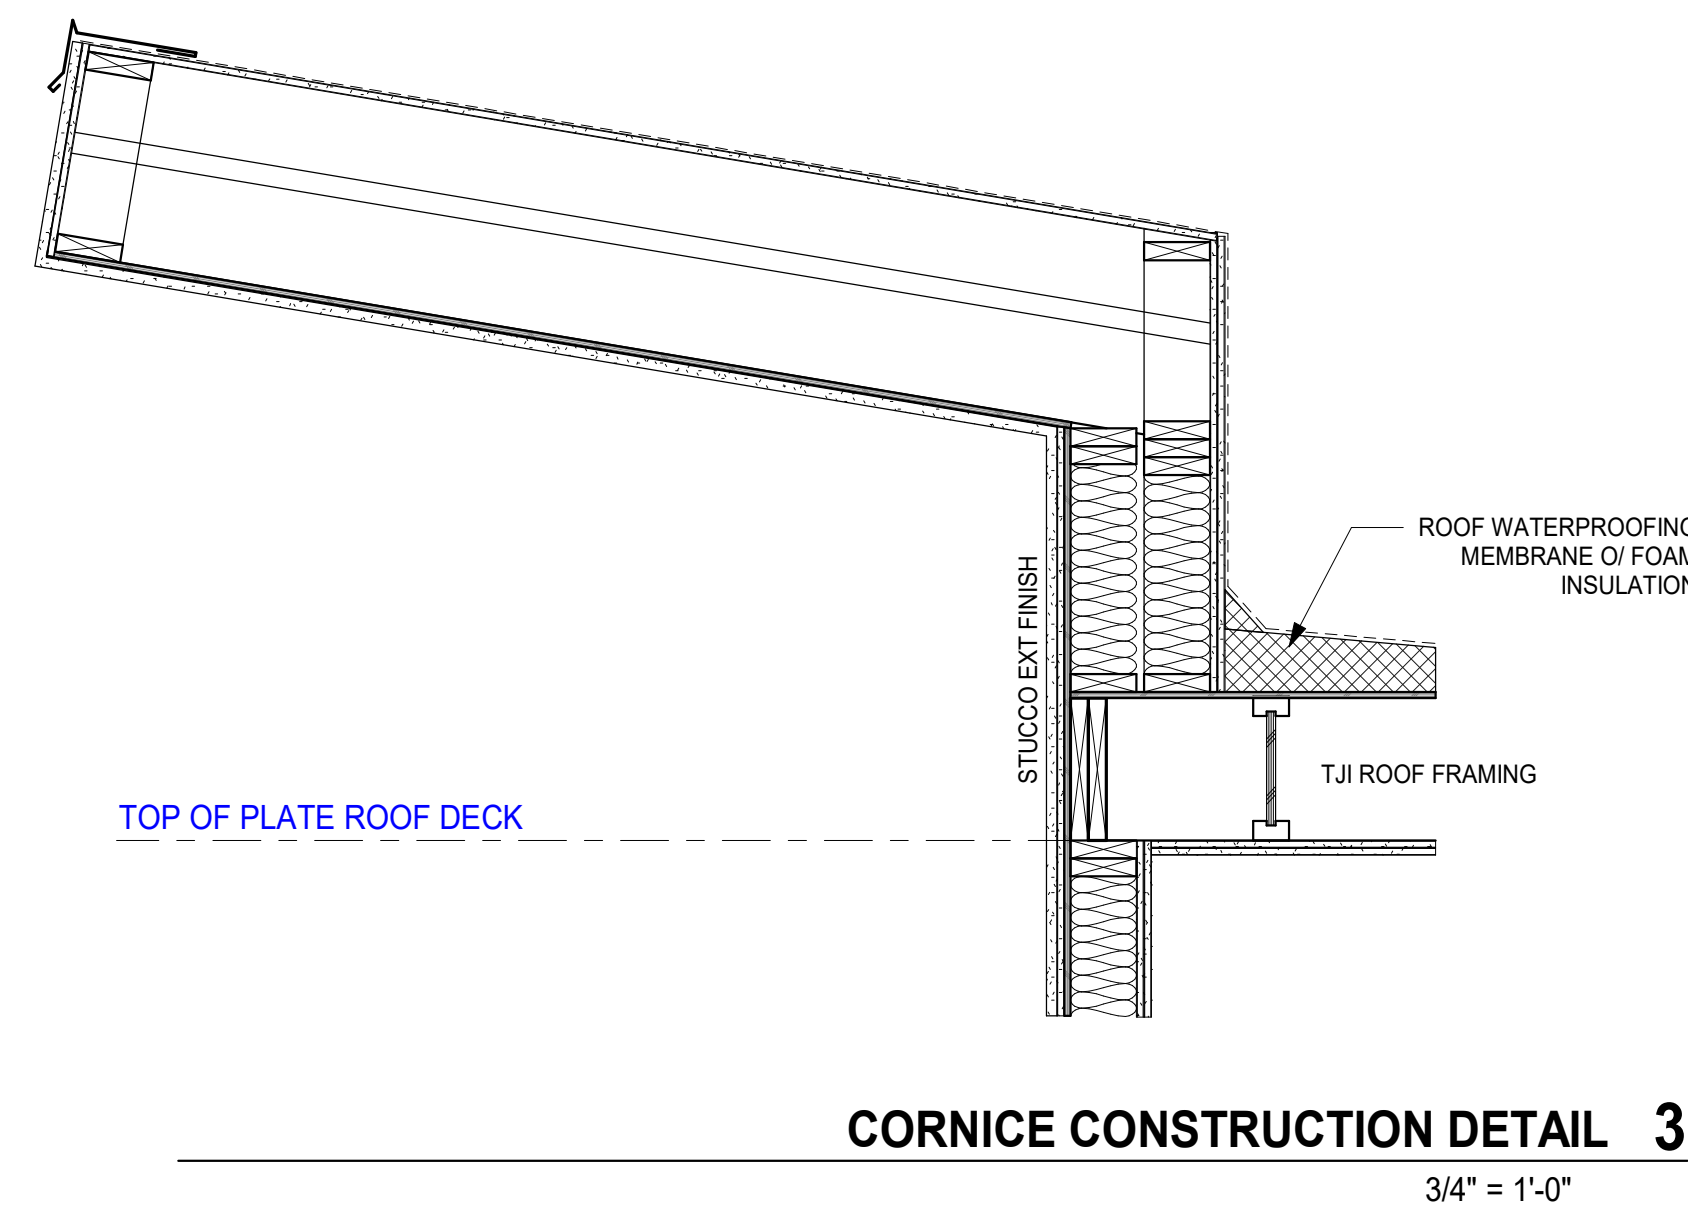 ROOF WATERPROOFING
MEMBRANE O/ FOAM
INSULATION
STUCCO EXT FINISH
TJI ROOF FRAMING
TOP OF PLATE ROOF DECK
CORNICE CONSTRUCTION DETAIL 3
3/4" = 1'-0"